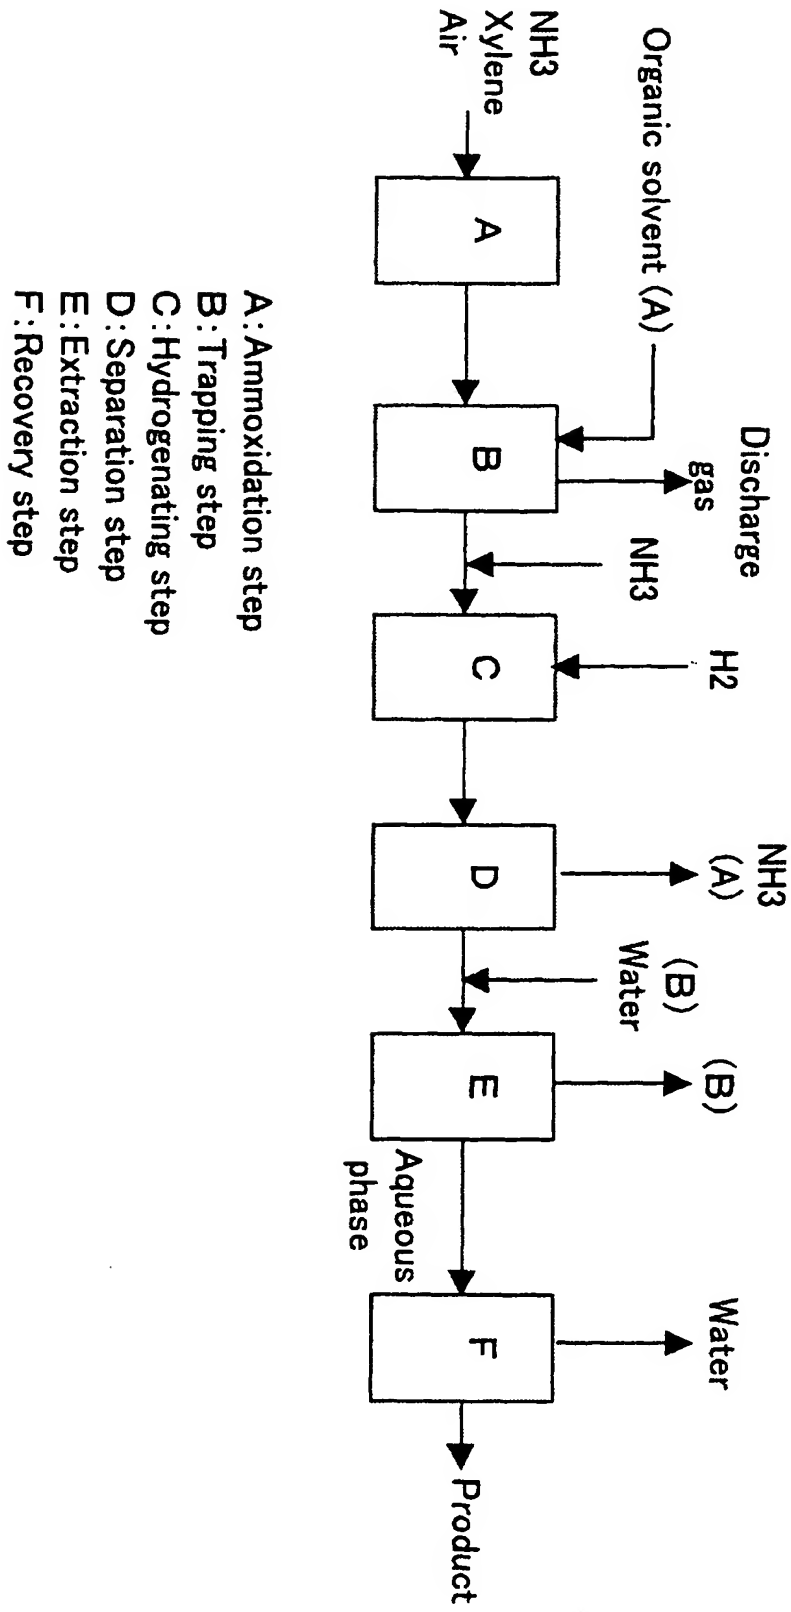 NH3
Xylene
Air
Organic solvent (A)
A
B
Discharge
gas
NH3
C
H2
D
NH3
(A)
(B)
Water
E
(B)
Aqueous
phase
F
Water
Product
A:Ammoxidation step
B:Trapping step
C:Hydrogenating step
D:Separation step
E:Extraction step
F:Recovery step